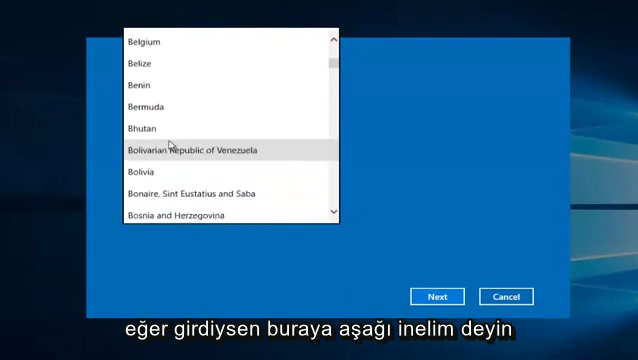 Belgium
Belize
Benin
Bermuda
Bhutan
Bolivarian Republic of Venezuela
Bolivia
Bonaire, Sint Eustatius and Saba
Bosnia and Herzegovina
Next Cancel
eğer girdiysen buraya aşağı inelim deyin